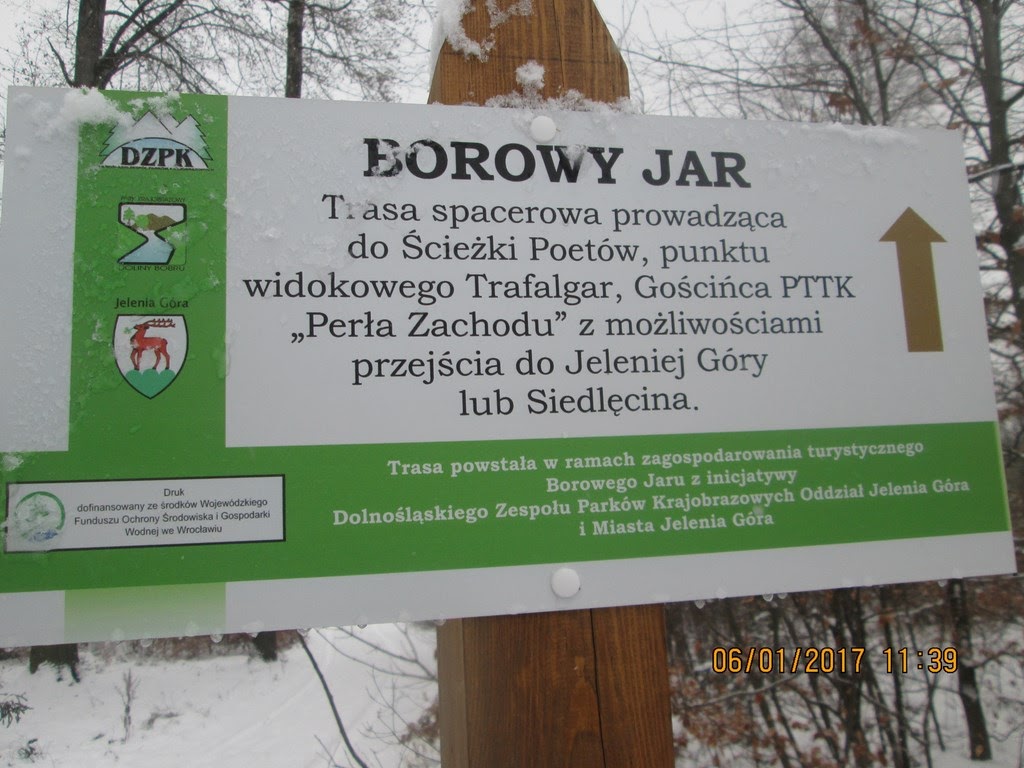 DZPK
BOROWY JAR
Trasa spacerowa prowadząca
do Ścieżki Poetów, punktu
widokowego Trafalgar, Gościńca PTTK
„Perła Zachodu” z możliwościami
przejścia do Jeleniej Góry
lub Siedlęcina.
DOLINY BOBRU
Jelenia Góra
Trasa powstała w ramach zagospodarowania turystycznego
Borowego Jaru z inicjatywy
Dolnośląskiego Zespołu Parków Krajobrazowych Oddział Jelenia Góra
i Miasta Jelenia Góra
Druk
dofinansowany ze środków Wojewódzkiego
Funduszu Ochrony Środowiska i Gospodarki
Wodnej we Wrocławiu
06/01/2017 11:39